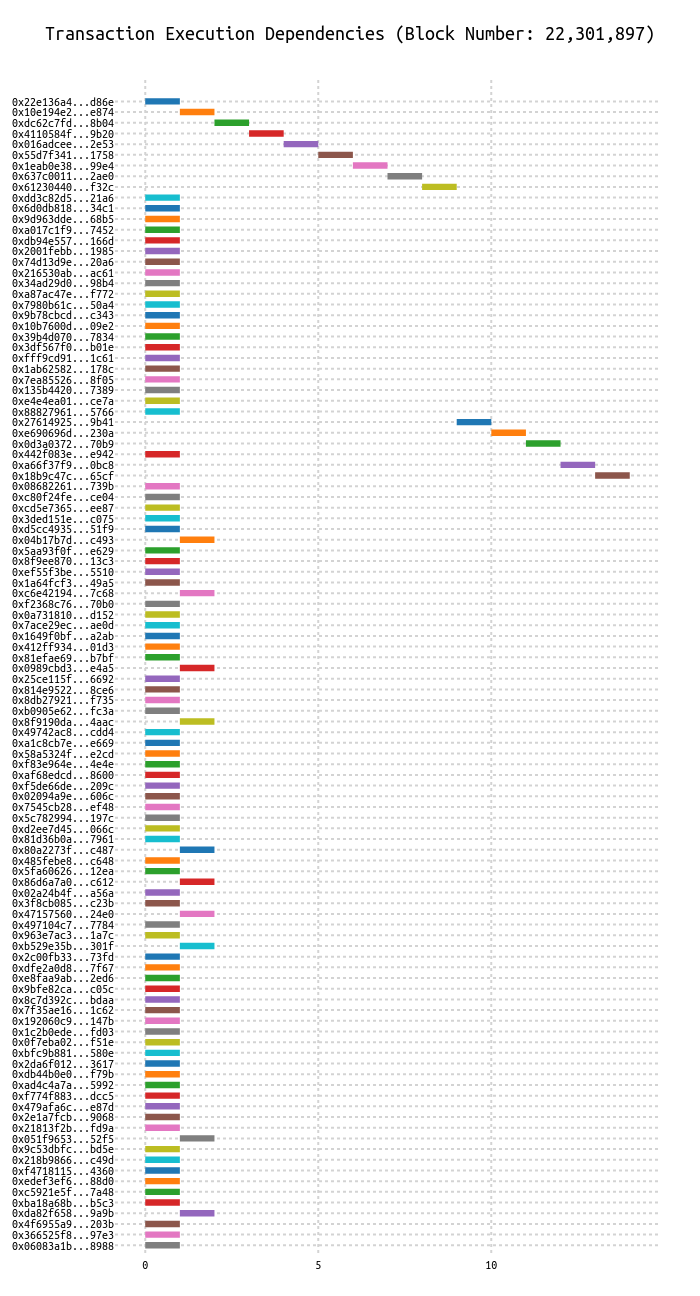 Transaction Execution Dependencies (Block Number: 22,301,897)
0x22e136a4...d86e
0x10e194e2...e874
0xdc62c7fd...8b04
0x4110584f...9b20
0x016adcee...2e53
0x55d7f341...1758
0x1eab0e38...99e4
0x637c0011...2ae0
0x61230440...f32c
0xdd3c82d5...21a6
0x6d0db818...34c1
0x9d963dde...68b5
0xa017c1f9...7452
0xdb94e557...166d
0x2001febb...1985
0x74d13d9e...20a6
0x216530ab...ac61
0x34ad29d0...98b4
0xa87ac47e...f772
0x7980b61c...50a4
0x9b78cbcd...c343
0x10b7600d...09e2
0x39b4d070...7834
0x3df567f0...b01e
0xfff9cd91...1c61
0x1ab62582...178c
0x7ea85526...8f05
0x135b4420...7389
0xe4e4ea01...ce7a
0x88827961...5766
0x27614925...9b41
0xe690696d...230a
0x0d3a0372...70b9
0x442f083e...e942
0xa66f37f9...0bc8
0x18b9c47c...65cf
0x08682261...739b
0xc80f24fe...ce04
0xcd5e7365...ee87
0x3ded151e...c075
0xd5cc4935...51f9
0x04b17b7d...c493
0x5aa93f0f...e629
0x8f9ee870...13c3
0xef55f3be...5510
0x1a64fcf3...49a5
0xc6e42194...7c68
0xf2368c76...70b0
0x0a731810...d152
0x7ace29ec...ae0d
0x1649f0bf...a2ab
0x412ff934...01d3
0x81efae69...b7bf
0x0989cbd3...e4a5
0x25ce115f...6692
0x814e9522...8ce6
0x8db27921...f735
0xb0905e62...fc3a
0x8f9190da...4aac
0x49742ac8...cdd4
0xa1c8cb7e...e669
0x58a5324f...e2cd
0xf83e964e...4e4e
0xaf68edcd...8600
0xf5de66de...209c
0x02094a9e...606c
0x7545cb28...ef48
0x5c782994...197c
0xd2ee7d45...066c
0x81d36b0a...7961
0x80a2273f...c487
0x485febe8...c648
0x5fa60626...12ea
0x86d6a7a0...c612
0x02a24b4f...a56a
0x3f8cb085...c23b
0x47157560...24e0
0x497104c7...7784
0x963e7ac3...1a7c
0xb529e35b...301f
0x2c00fb33...73fd
0xdfe2a0d8...7f67
0xe8faa9ab...2ed6
0x9bfe82ca...c05c
0x8c7d392c...bdaa
0x7f35ae16...1c62
0x192060c9...147b
0x1c2b0ede...fd03
0x0f7eba02...f51e
0xbfc9b881...580e
0x2da6f012...3617
0xdb44b0e0...f79b
0xad4c4a7a...5992
0xf774f883...dcc5
0x479afa6c...e87d
0x2e1a7fcb...9068
0x21813f2b...fd9a
0x051f9653...52f5
0x9c53dbfc...bd5e
0x218b9866...c49d
0xf4718115...4360
0xedef3ef6...88d0
0xc5921e5f...7a48
0xba18a68b...b5c3
0xda82f658...9a9b
0x4f6955a9...203b
0x366525f8...97e3
0x06083a1b...8988
0 5 10